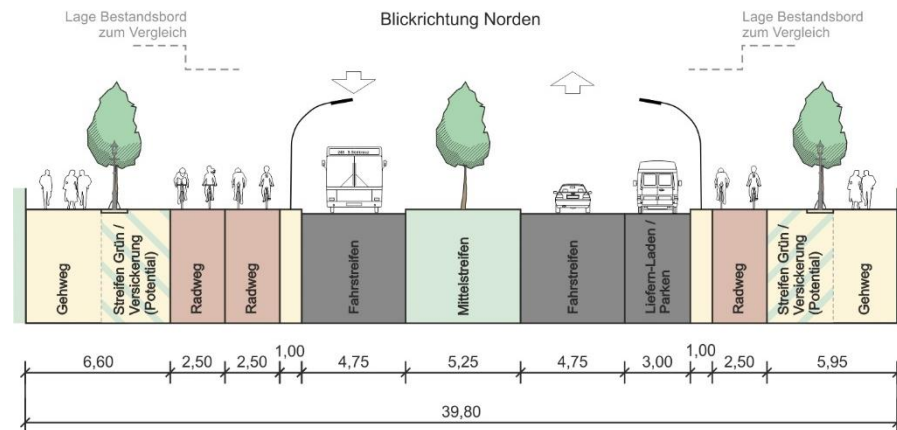 Lage Bestandsbord
zum Vergleich
Blickrichtung Norden
Lage Bestandsbord
zum Vergleich
Gehweg
Streifen Grün /
Versickerung
(Potential)
Radweg
Radweg
Fahrstreifen
Mittelstreifen
Fahrstreifen
Liefern-Laden /
Parken
Radweg
Streifen Grün /
Versickerung
(Potential)
Gehweg
6,60
2,50
2,50
1,00
4,75
5,25
4,75
3,00
1,00
2,50
5,95
39,80